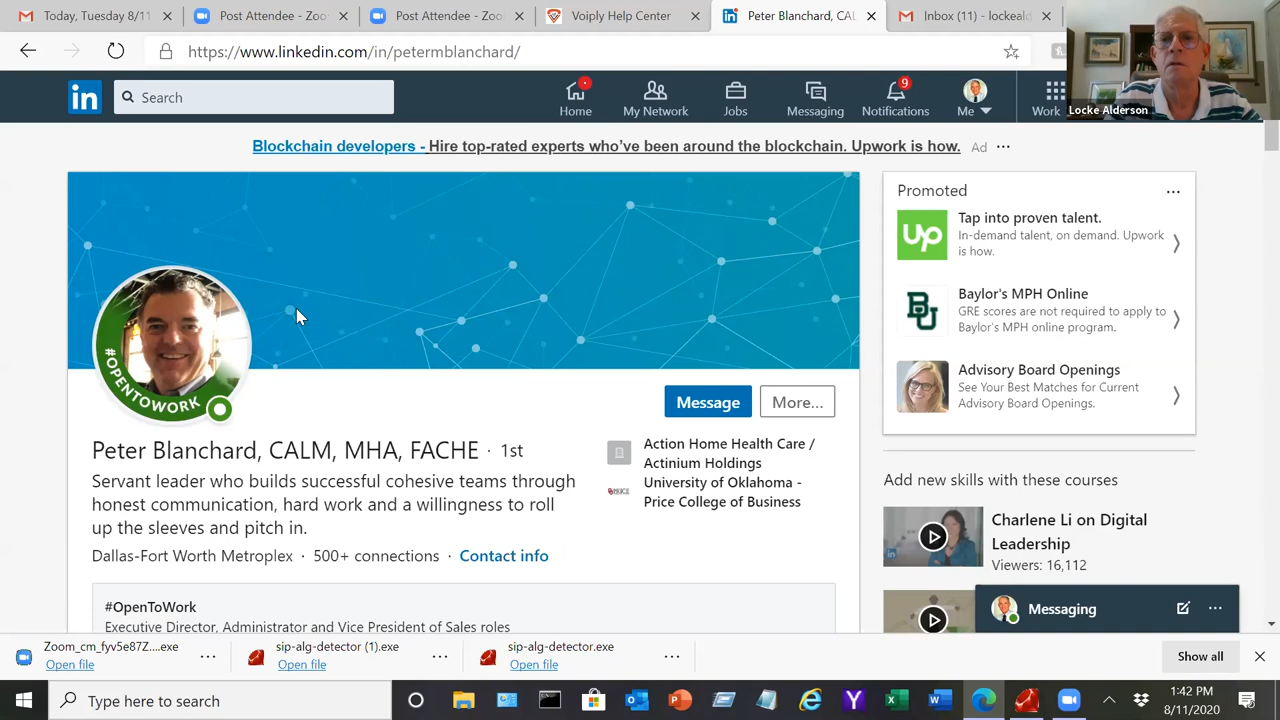 Today, Tuesday 8/11
Post Attendee - Zoo
Post Attendee - Zoo
Voiply Help Center
Peter Blanchard, CAL
Inbox (11) - lockeald
https://www.linkedin.com/in/petermblanchard/
Locke Alderson
in
Search
Home
My Network
Jobs
Messaging
9
Notifications
Me
Work
Blockchain developers - Hire top-rated experts who've been around the blockchain. Upwork is how.
Ad
Promoted
Up
Tap into proven talent.
In-demand talent, on demand. Upwork
is how.
BU
Baylor's MPH Online
GRE scores are not required to apply to
Baylor's MPH online program.
Advisory Board Openings
See Your Best Matches for Current
Advisory Board Openings.
#OPENTOWORK
Message
More...
Peter Blanchard, CALM, MHA, FACHE · 1st
Servant leader who builds successful cohesive teams through
honest communication, hard work and a willingness to roll
up the sleeves and pitch in.
Dallas-Fort Worth Metroplex · 500+ connections · Contact info
Action Home Health Care /
Actinium Holdings
PRICE
University of Oklahoma -
Price College of Business
#OpenToWork
Executive Director, Administrator and Vice President of Sales roles
Add new skills with these courses
Charlene Li on Digital
Leadership
Viewers: 16,112
Messaging
Zoom_cm_fyv5e87Z....exe
Open file
sip-alg-detector (1).exe
Open file
sip-alg-detector.exe
Open file
Show all
Type here to search
1:42 PM
8/11/2020